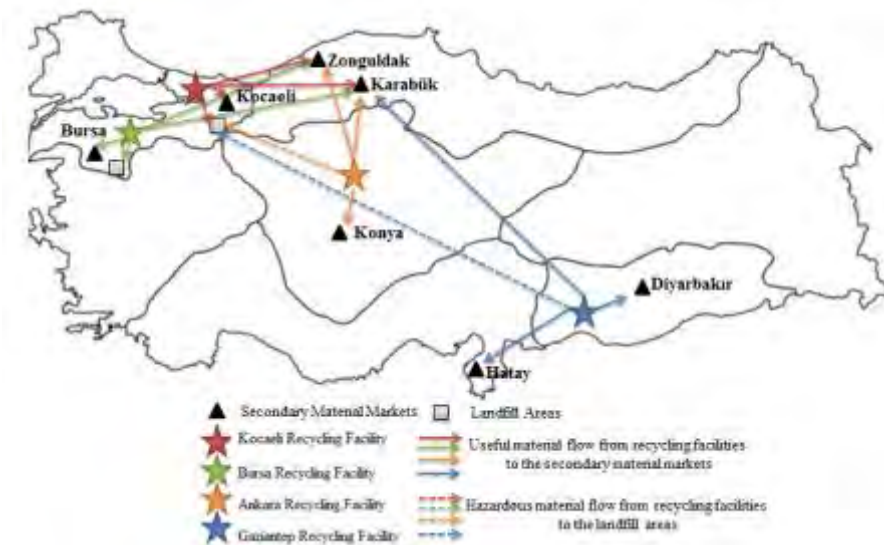 Zonguldak
Karabük
Kocaeli
Bursa
Konya
Diyarbakır
Hatay
Secondary Material Markets
Landfill Areas
Kocaeli Recycling Facility
Useful material flow from recycling facilities
to the secondary material markets
Bursa Recycling Facility
Ankara Recycling Facility
Hazardous material flow from recycling facilities
to the landfill areas
Gaziantep Recycling Facility